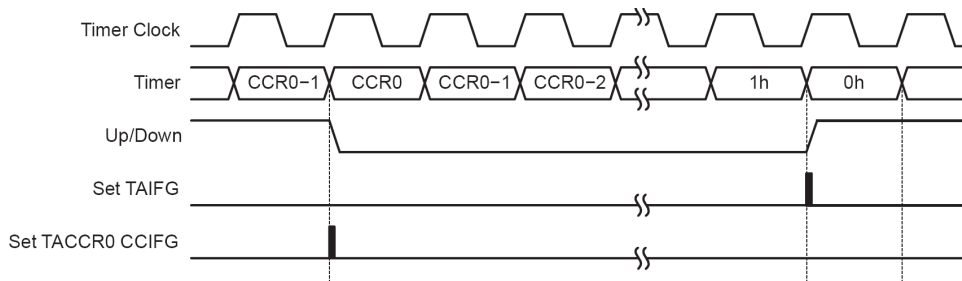 Timer Clock
Timer
CCR0−1
CCR0
CCR0−1
CCR0−2
1h
0h
Up/Down
Set TAIFG
Set TACCR0 CCIFG